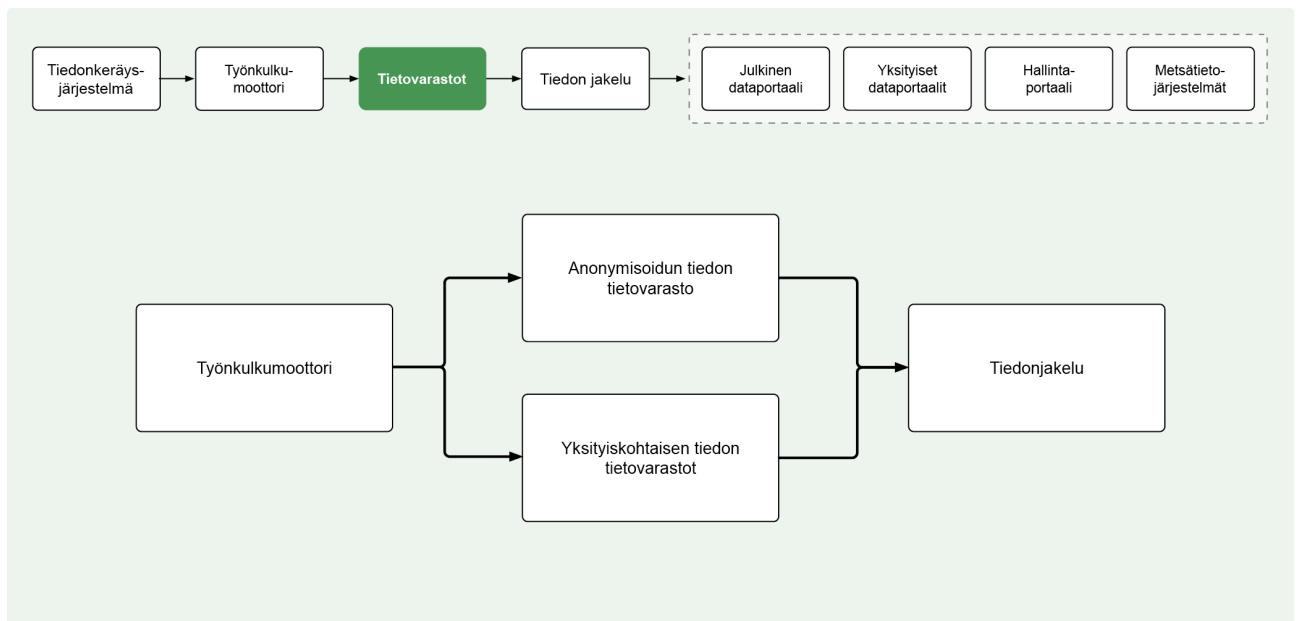 Tiedonkeräys-
järjestelmä
Työnkulku-
moottori
Tietovarastot
Tiedon jakelu
Julkinen
dataportaali
Yksityiset
dataportaalit
Hallinta-
portaali
Metsätieto-
järjestelmät
Anonymisoidun tiedon
tietovarasto
Työnkulkumoottori
Tiedonjakelu
Yksityiskohtaisen tiedon
tietovarastot